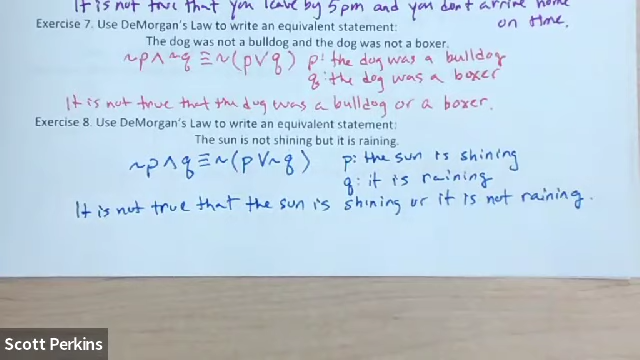 It is not true that you leave by 5pm and you don't arrive home
on time.
Exercise 7. Use DeMorgan's Law to write an equivalent statement:
The dog was not a bulldog and the dog was not a boxer.
~p ∧ ~q ≡ ~(p ∨ q) p: the dog was a bulldog
q: the dog was a boxer
It is not true that the dog was a bulldog or a boxer.
Exercise 8. Use DeMorgan's Law to write an equivalent statement:
The sun is not shining but it is raining.
~p ∧ q ≡ ~(p ∨ ~q) p: the sun is shining
q: it is raining
It is not true that the sun is shining or it is not raining.
Scott Perkins